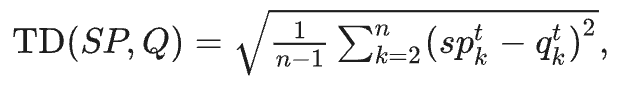 TD(SP, Q) = √(1/(n−1) ∑_{k=2}^{n} (sp_k^t − q_k^t)²),